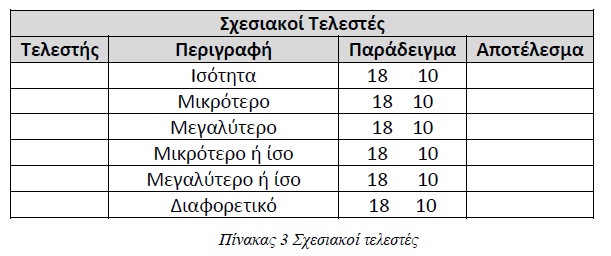 Σχεσιακοί Τελεστές
Τελεστής Περιγραφή Παράδειγμα Αποτέλεσμα
Ισότητα 18 10
Μικρότερο 18 10
Μεγαλύτερο 18 10
Μικρότερο ή ίσο 18 10
Μεγαλύτερο ή ίσο 18 10
Διαφορετικό 18 10
Πίνακας 3 Σχεσιακοί τελεστές